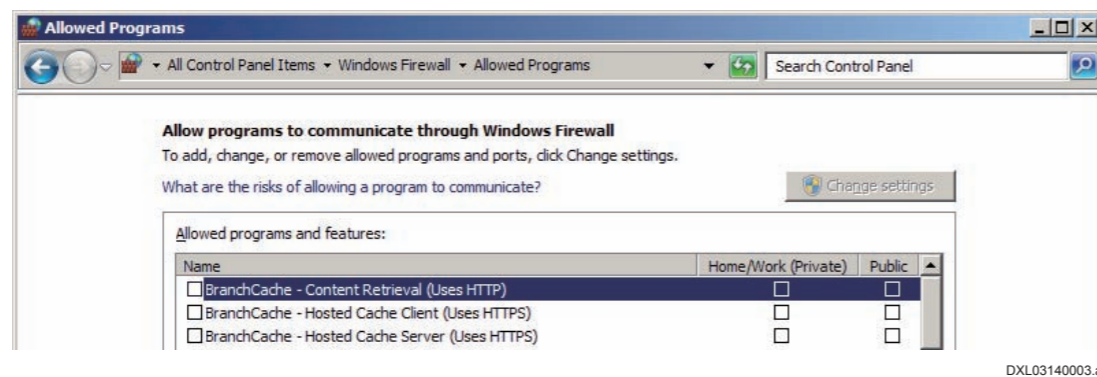 Allowed Programs
All Control Panel Items Windows Firewall Allowed Programs Search Control Panel
Allow programs to communicate through Windows Firewall
To add, change, or remove allowed programs and ports, click Change settings.
What are the risks of allowing a program to communicate? Change settings
Allowed programs and features:
Name Home/Work (Private) Public
BranchCache - Content Retrieval (Uses HTTP)
BranchCache - Hosted Cache Client (Uses HTTPS)
BranchCache - Hosted Cache Server (Uses HTTPS)
DXL03140003.a